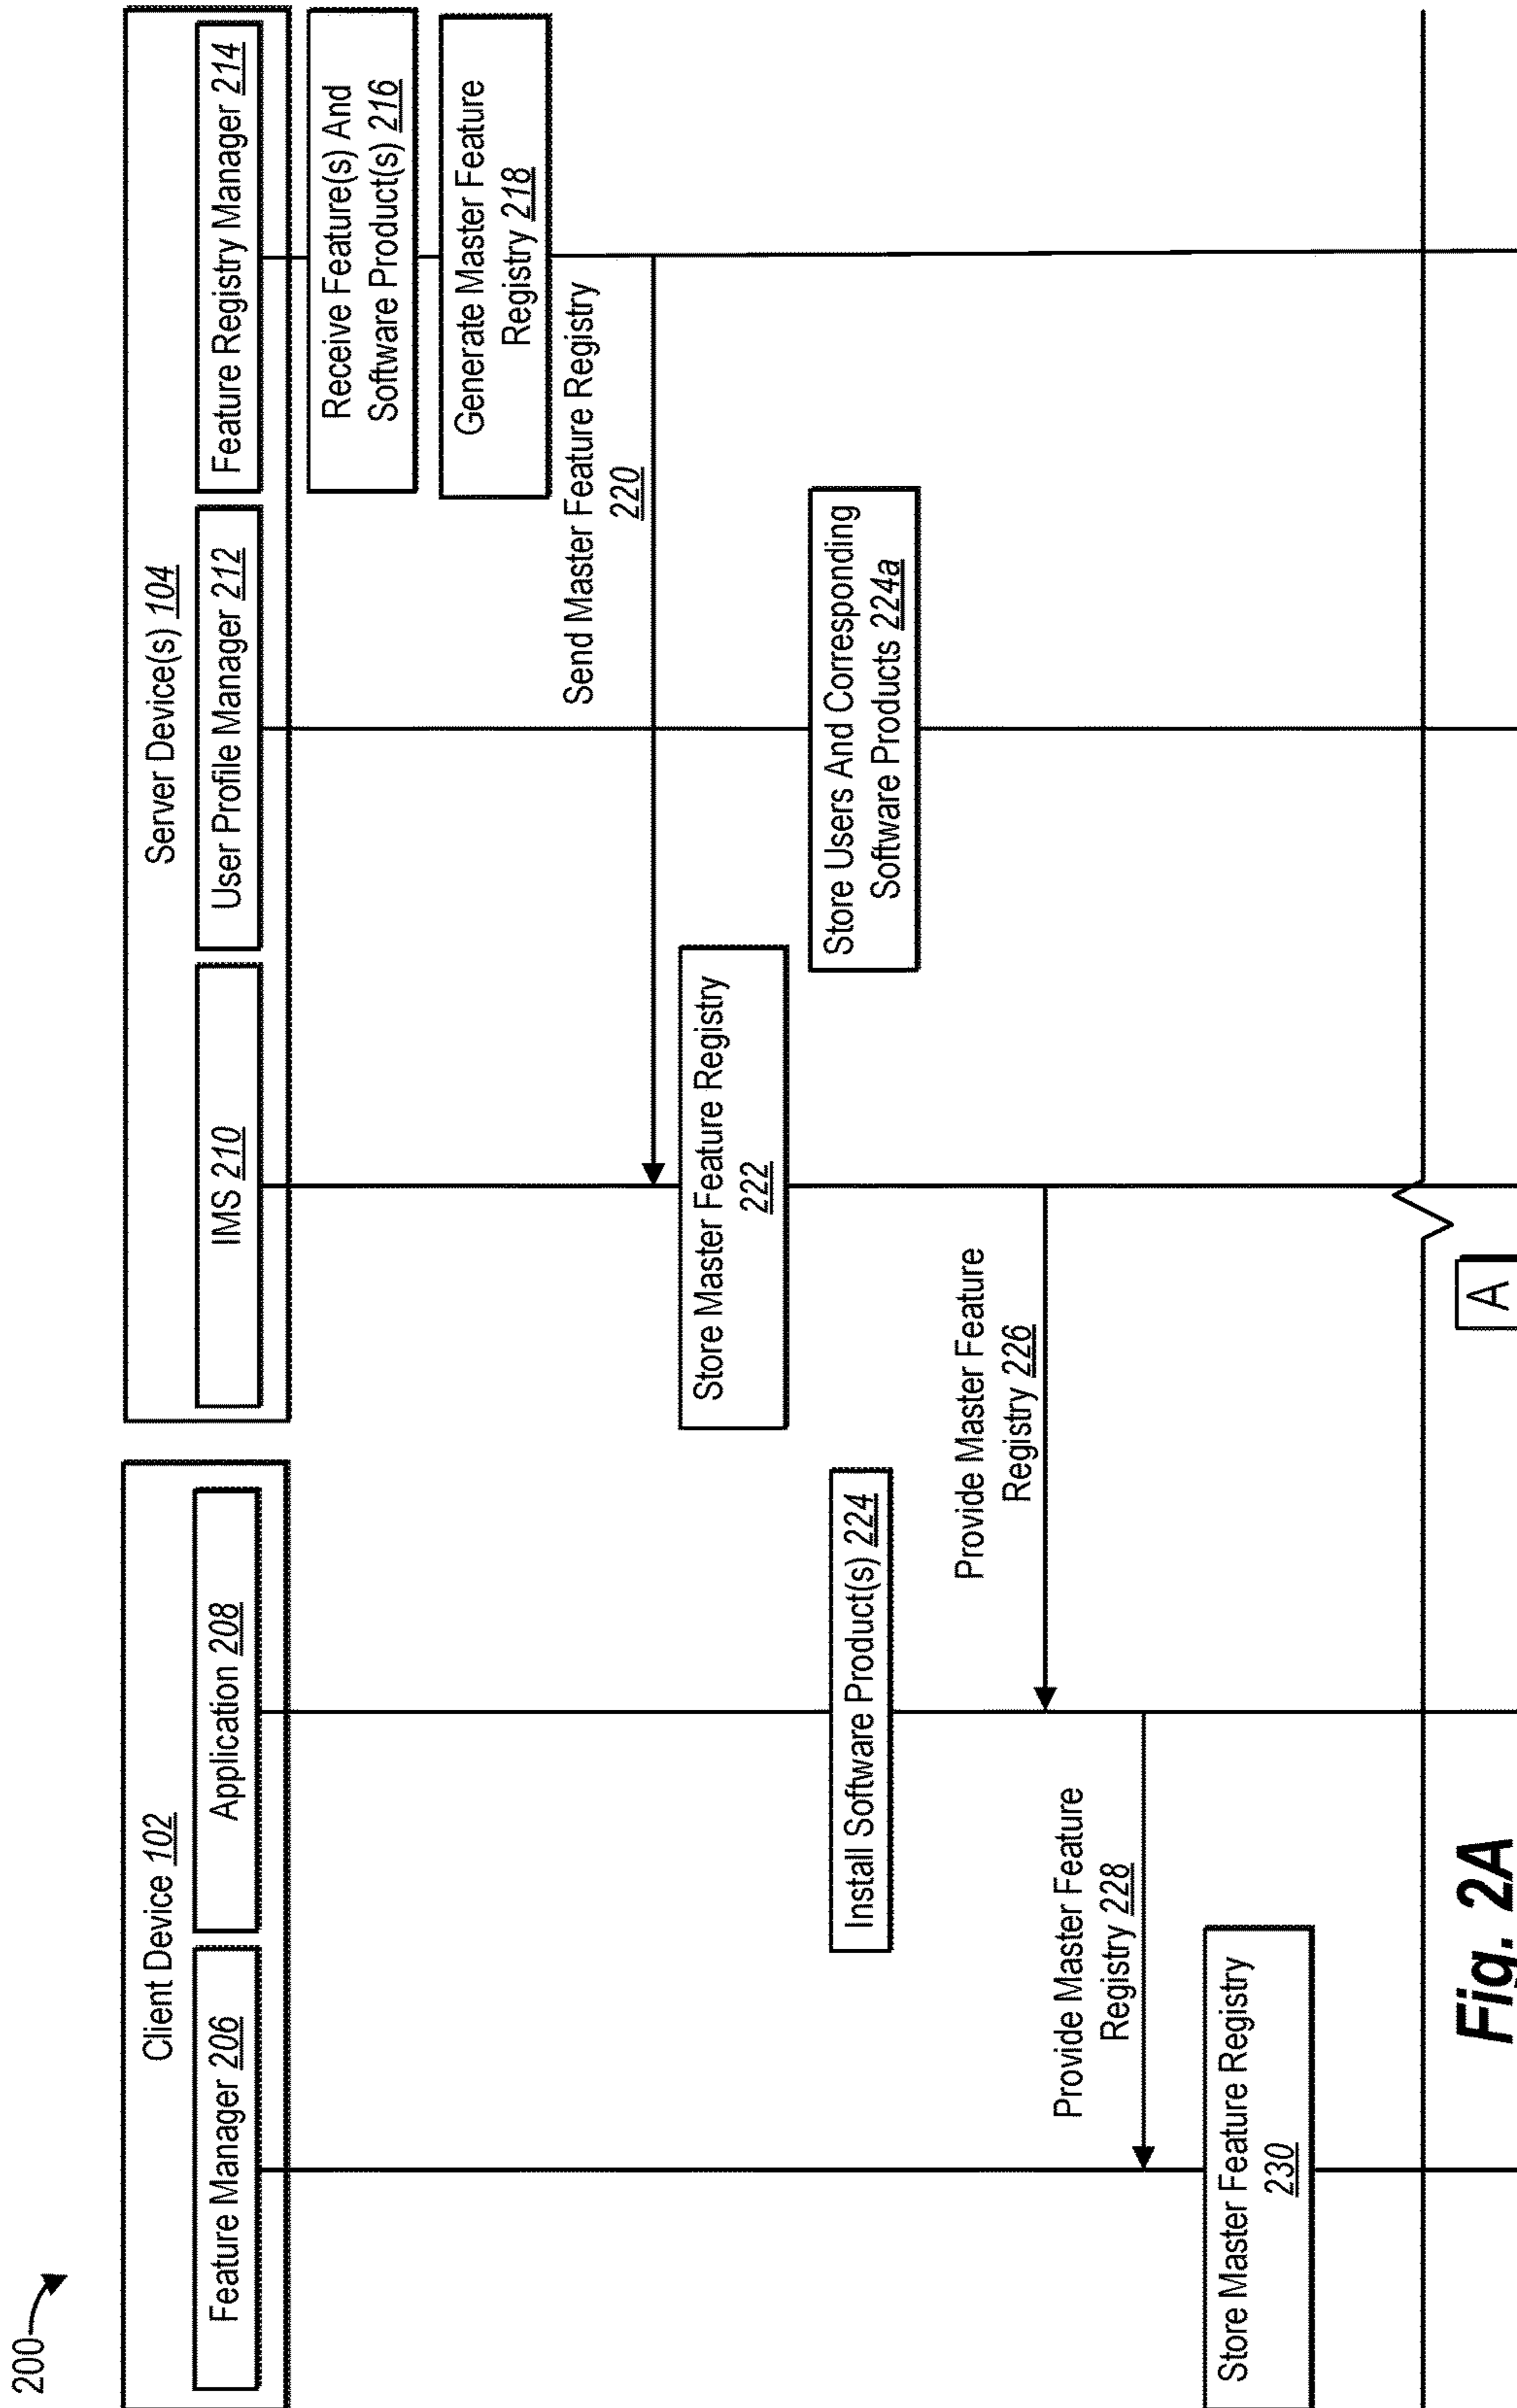 200
Client Device 102
Server Device(s) 104
Feature Manager 206
Application 208
IMS 210
User Profile Manager 212
Feature Registry Manager 214
Receive Feature(s) And
Software Product(s) 216
Generate Master Feature
Registry 218
Send Master Feature Registry
220
Store Master Feature Registry
222
Install Software Product(s) 224
Store Users And Corresponding
Software Products 224a
Provide Master Feature
Registry 226
Provide Master Feature
Registry 228
Store Master Feature Registry
230
A
Fig. 2A